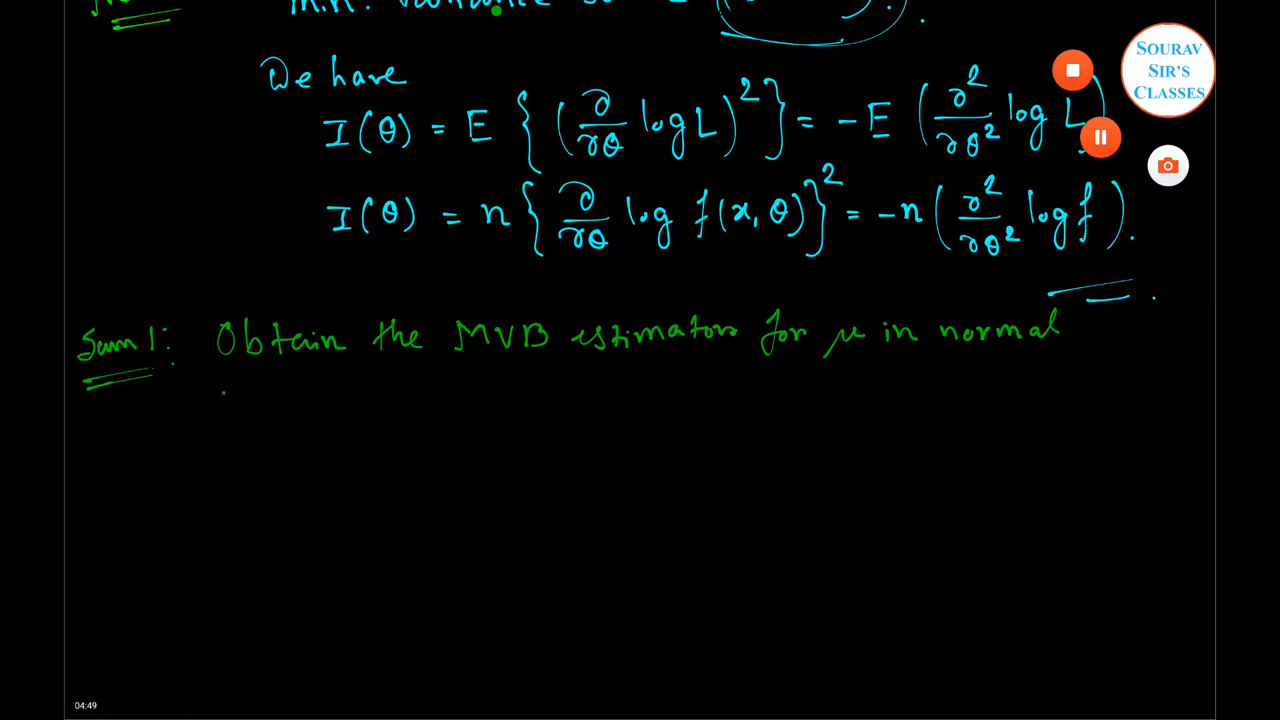 variance
SOURAV
SIR'S
CLASSES
We have
I(θ) = E { ( ∂/∂θ log L )² } = - E ( ∂²/∂θ² log L )
I(θ) = n { ∂/∂θ log f(x, θ) }² = - n ( ∂²/∂θ² log f ) .
Sum 1: Obtain the MVB estimators for μ in normal
04:49